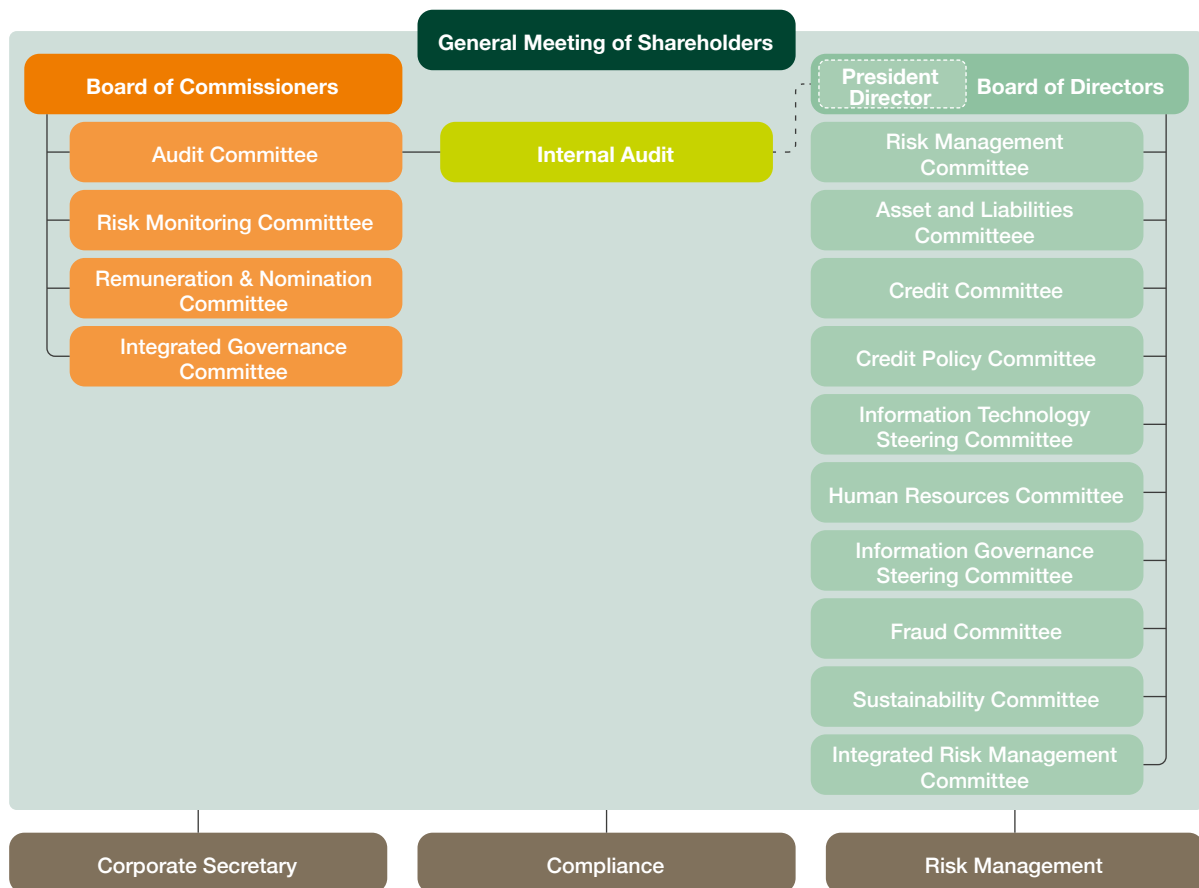 General Meeting of Shareholders
Board of Commissioners
Audit Committee
Risk Monitoring Committtee
Remuneration & Nomination
Committee
Integrated Governance
Committee
Internal Audit
President
Director
Board of Directors
Risk Management
Committee
Asset and Liabilities
Committeee
Credit Committee
Credit Policy Committee
Information Technology
Steering Committee
Human Resources Committee
Information Governance
Steering Committee
Fraud Committee
Sustainability Committee
Integrated Risk Management
Committee
Corporate Secretary
Compliance
Risk Management